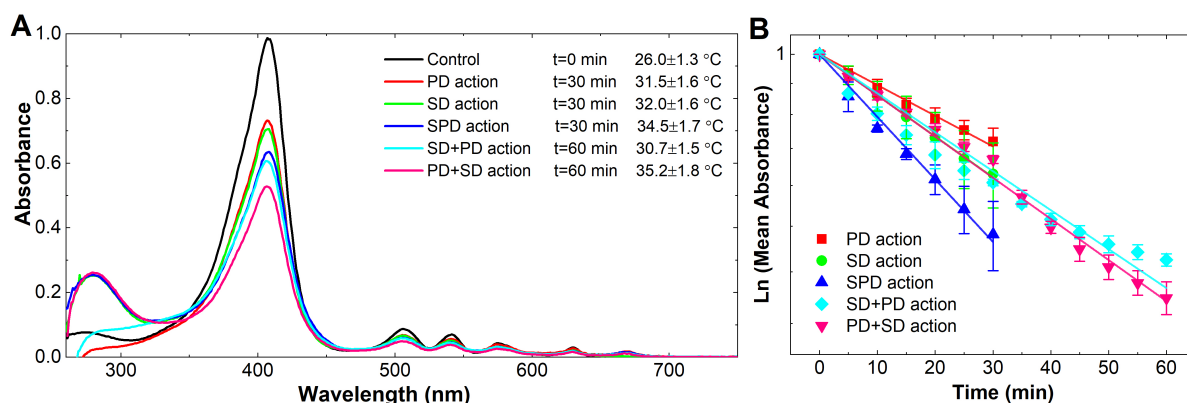 A
Absorbance
1.0
0.8
0.6
0.4
0.2
0.0
Control t=0 min 26.0±1.3 °C
PD action t=30 min 31.5±1.6 °C
SD action t=30 min 32.0±1.6 °C
SPD action t=30 min 34.5±1.7 °C
SD+PD action t=60 min 30.7±1.5 °C
PD+SD action t=60 min 35.2±1.8 °C
300 400 500 600 700
Wavelength (nm)
B
Ln (Mean Absorbance)
1
PD action
SD action
SPD action
SD+PD action
PD+SD action
0 10 20 30 40 50 60
Time (min)